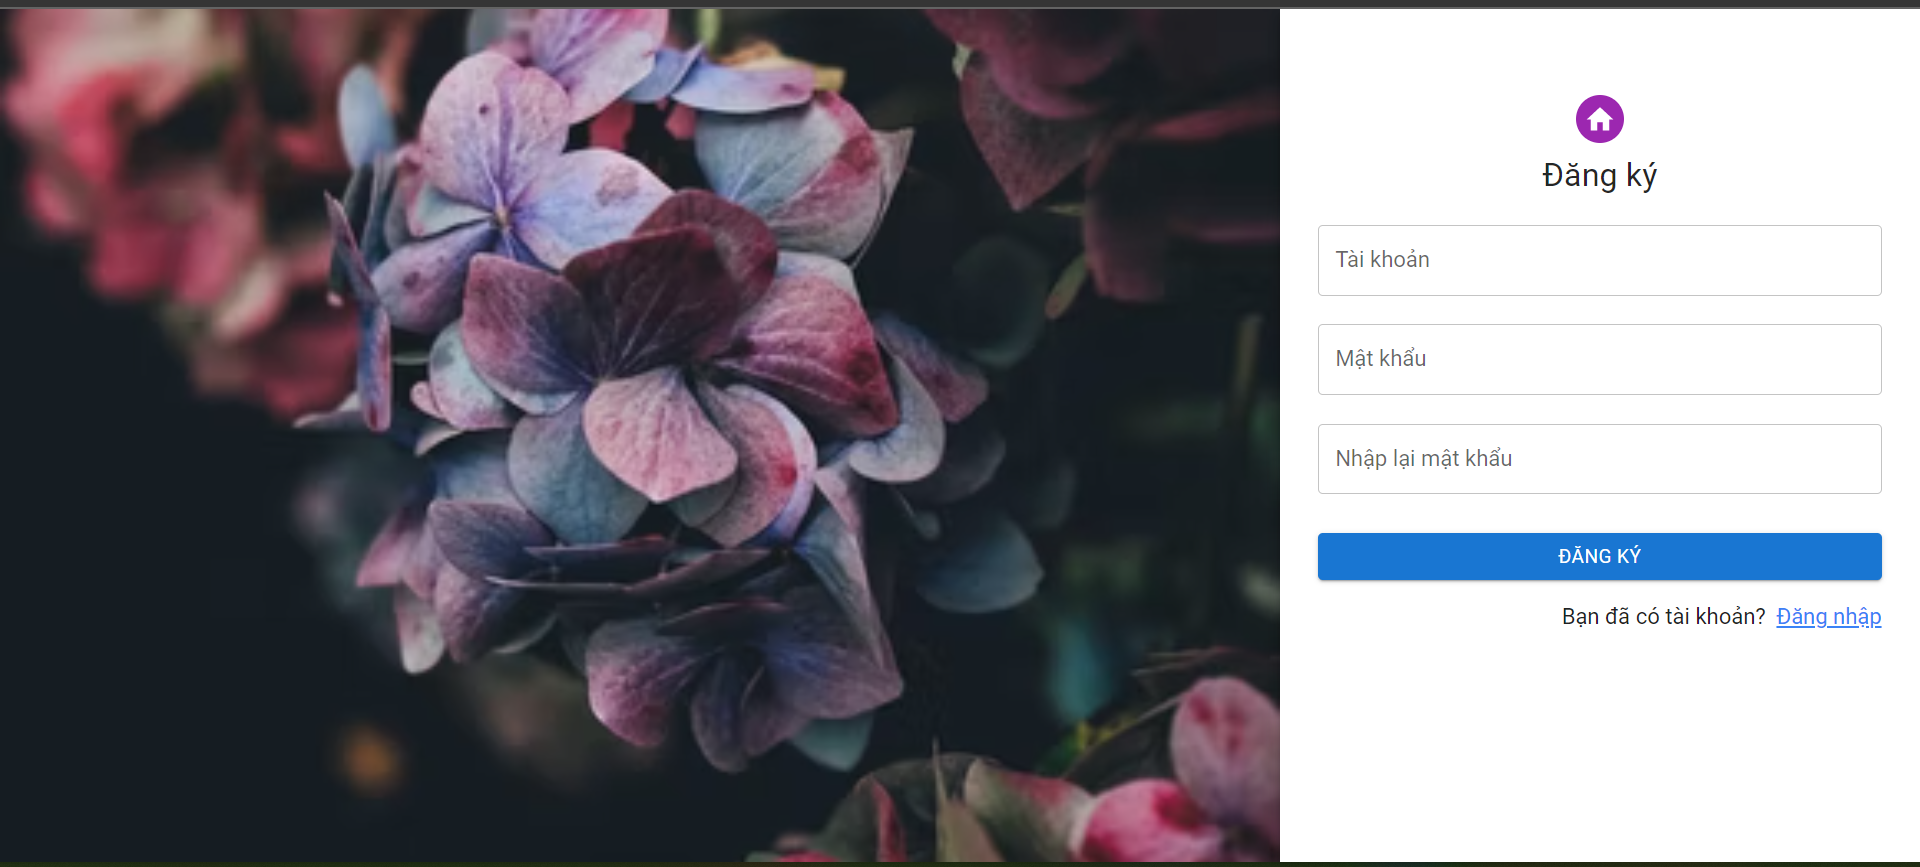 Đăng ký
Tài khoản
Mật khẩu
Nhập lại mật khẩu
ĐĂNG KÝ
Bạn đã có tài khoản? Đăng nhập